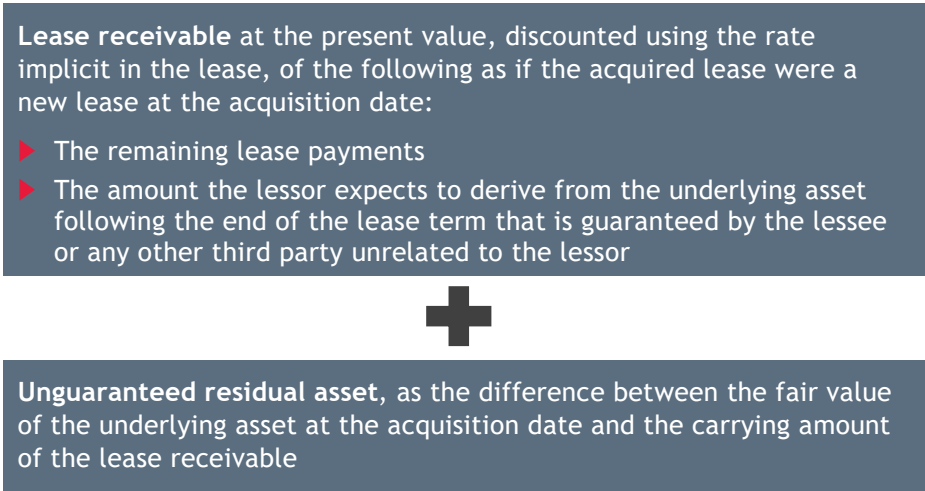 Lease receivable at the present value, discounted using the rate
implicit in the lease, of the following as if the acquired lease were a
new lease at the acquisition date:
The remaining lease payments
The amount the lessor expects to derive from the underlying asset
following the end of the lease term that is guaranteed by the lessee
or any other third party unrelated to the lessor
Unguaranteed residual asset, as the difference between the fair value
of the underlying asset at the acquisition date and the carrying amount
of the lease receivable